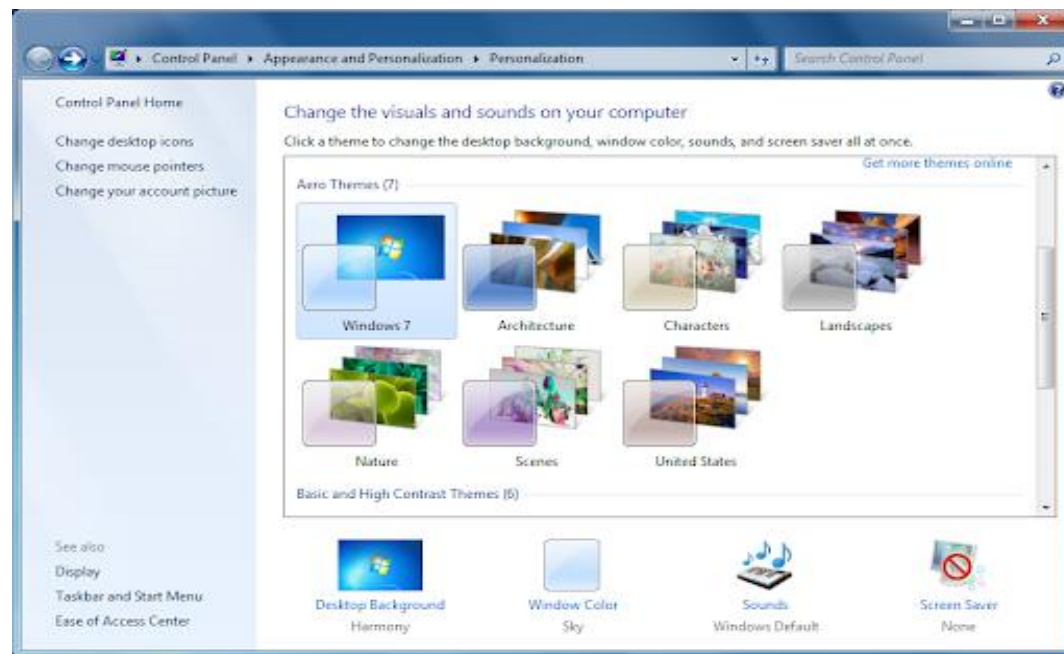 Control Panel ▸ Appearance and Personalization ▸ Personalization
Search Control Panel
Control Panel Home
Change desktop icons
Change mouse pointers
Change your account picture
See also
Display
Taskbar and Start Menu
Ease of Access Center
Change the visuals and sounds on your computer
Click a theme to change the desktop background, window color, sounds, and screen saver all at once.
Get more themes online
Aero Themes (7)
Windows 7 Architecture Characters Landscapes
Nature Scenes United States
Basic and High Contrast Themes (6)
Desktop Background Window Color Sounds Screen Saver
Harmony Sky Windows Default None